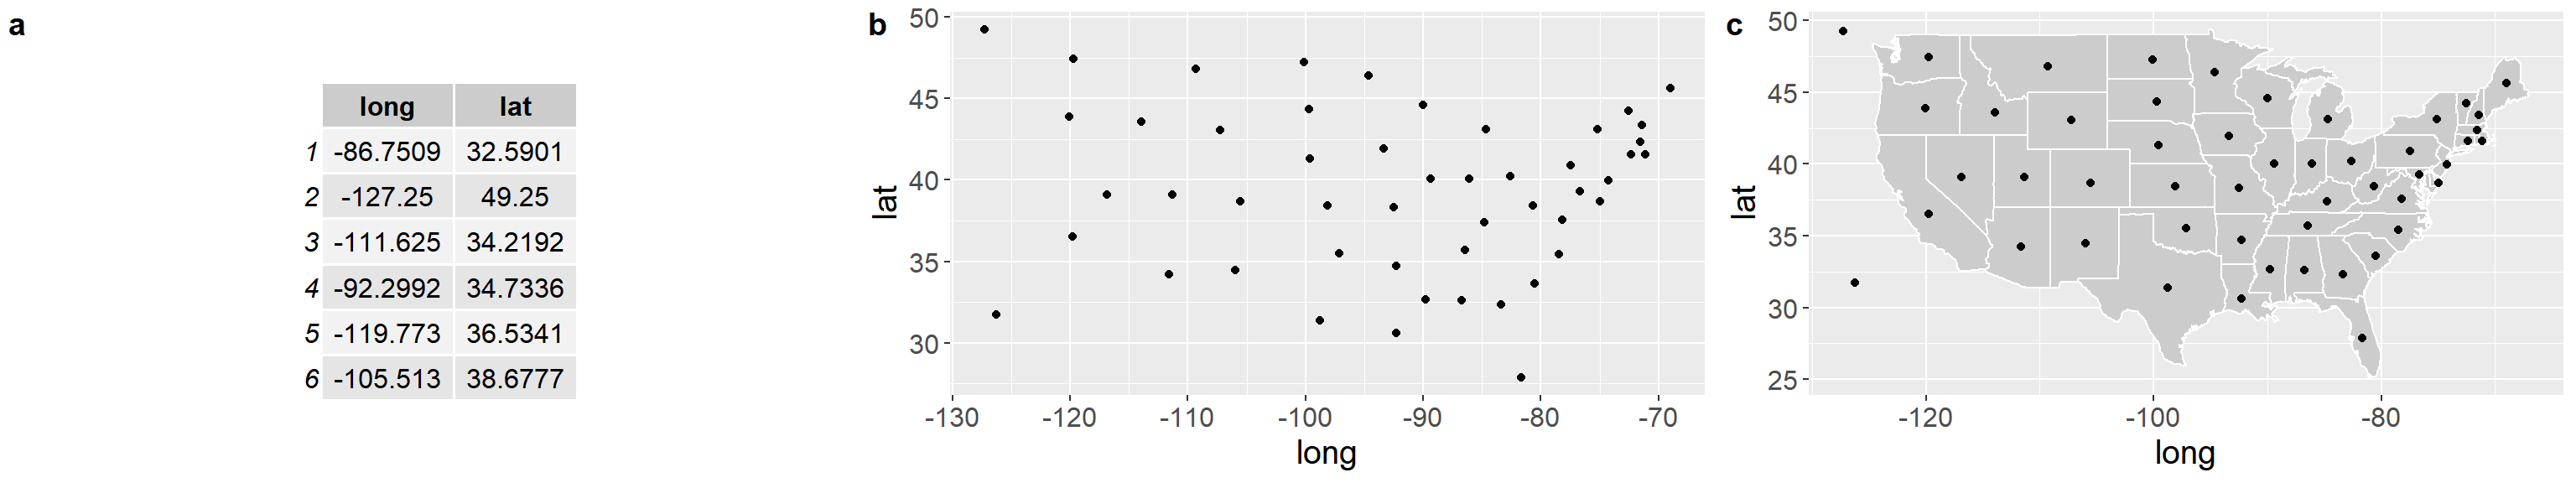 a
long lat
1 -86.7509 32.5901
2 -127.25 49.25
3 -111.625 34.2192
4 -92.2992 34.7336
5 -119.773 36.5341
6 -105.513 38.6777
b
50
45
40
35
30
lat
-130 -120 -110 -100 -90 -80 -70
long
c
50
45
40
35
30
25
lat
-120 -100 -80
long